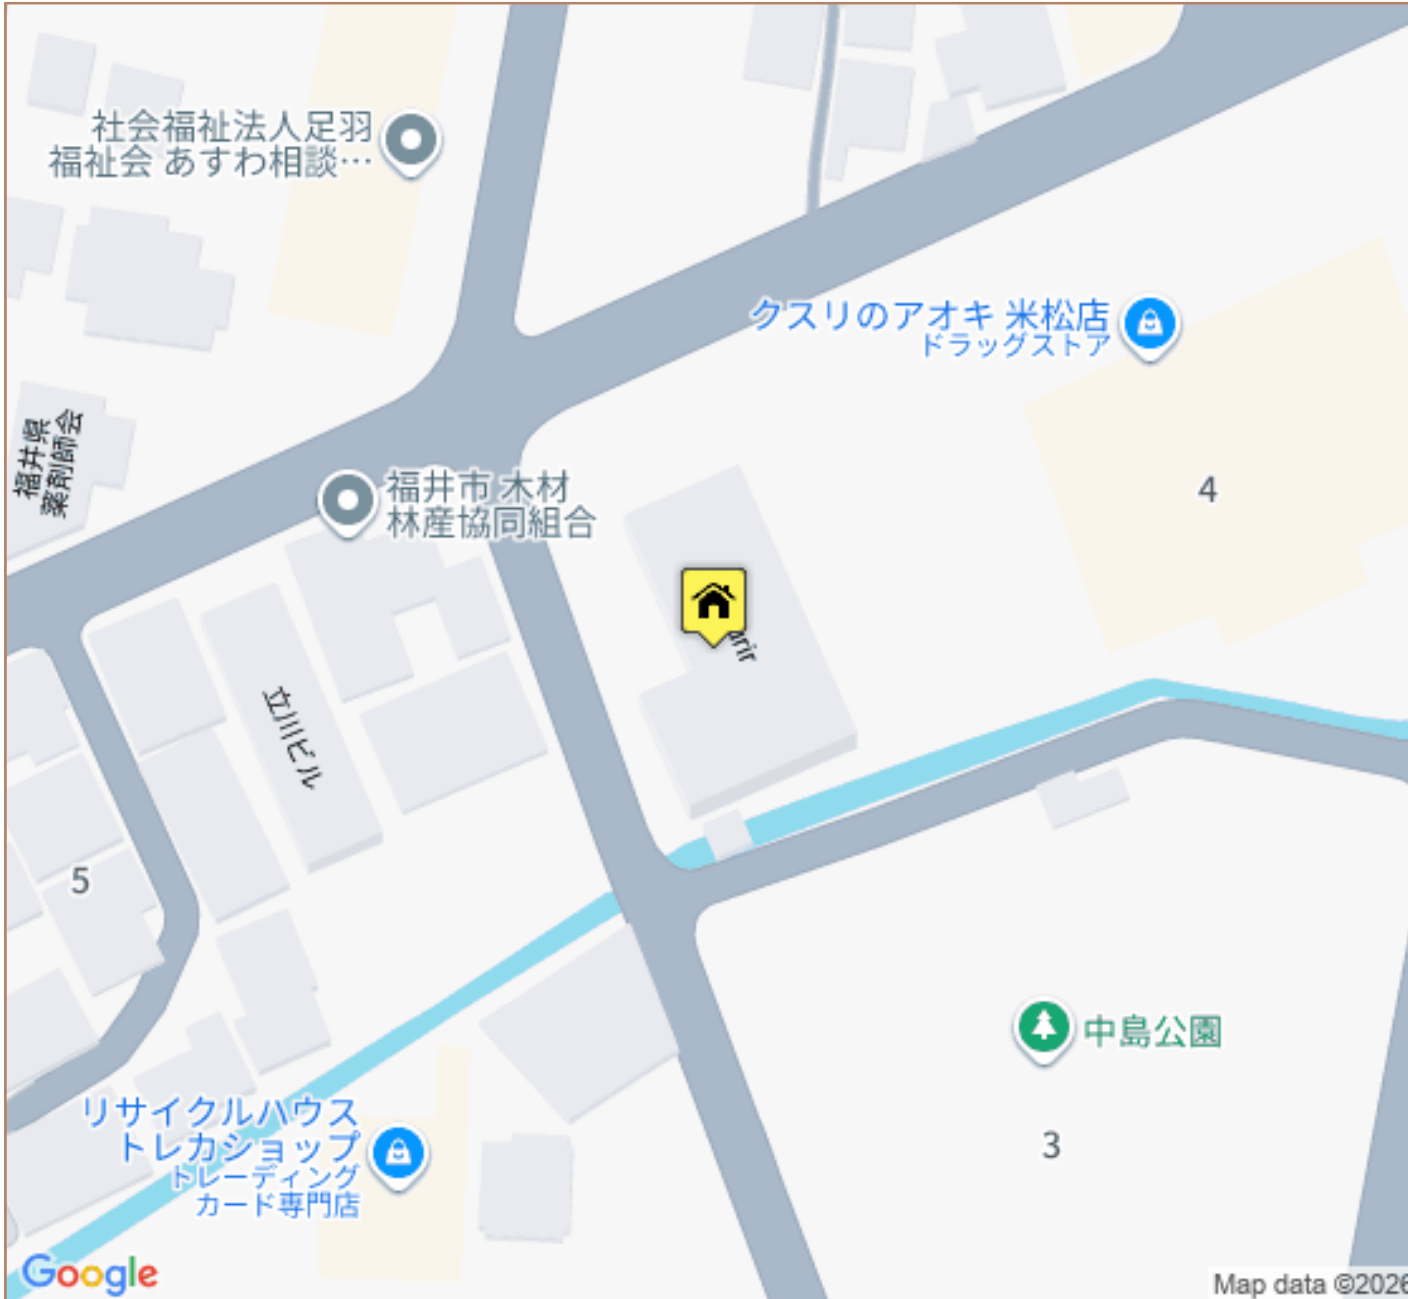 社会福祉法人足羽
福祉会 あすわ相談…
クスリのアオキ 米松店
ドラッグストア
福井県
薬剤師会
福井市 木材
林産協同組合
4
立川ビル
5
中島公園
3
リサイクルハウス
トレカショップ
トレーディング
カード専門店
Google
Map data ©2026